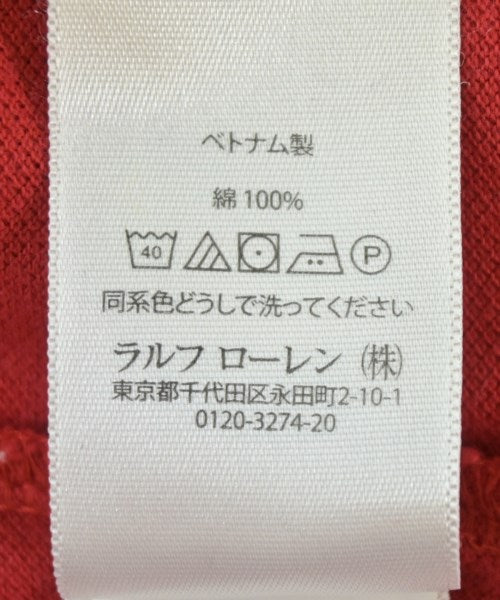 ベトナム製
綿 100%
40 P
同系色どうしで洗ってください
ラルフ ローレン (株)
東京都千代田区永田町2-10-1
0120-3274-20